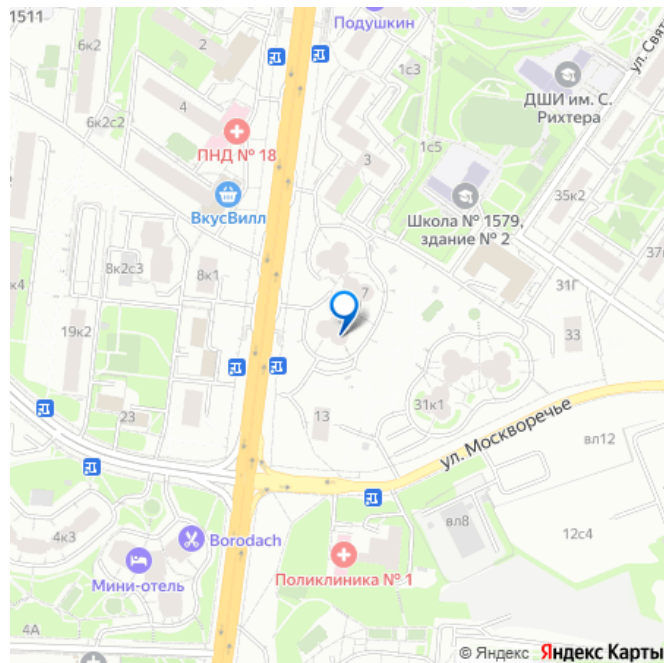 1511
Подушкин
ул. Свят
2
1с3
ДШИ им. С.
Рихтера
4
6к2
6к2с2
ПНД № 18
3
1с5
35к2
ВкусВилл
Школа № 1579,
здание № 2
37к
8к2с3
8к1
7
31Г
к4
19к2
33
23
13
31к1
ул. Москворечье
вл12
4к3
Borodach
вл8
12с4
Мини-отель
Поликлиника № 1
4А
© Яндекс Яндекс Карты